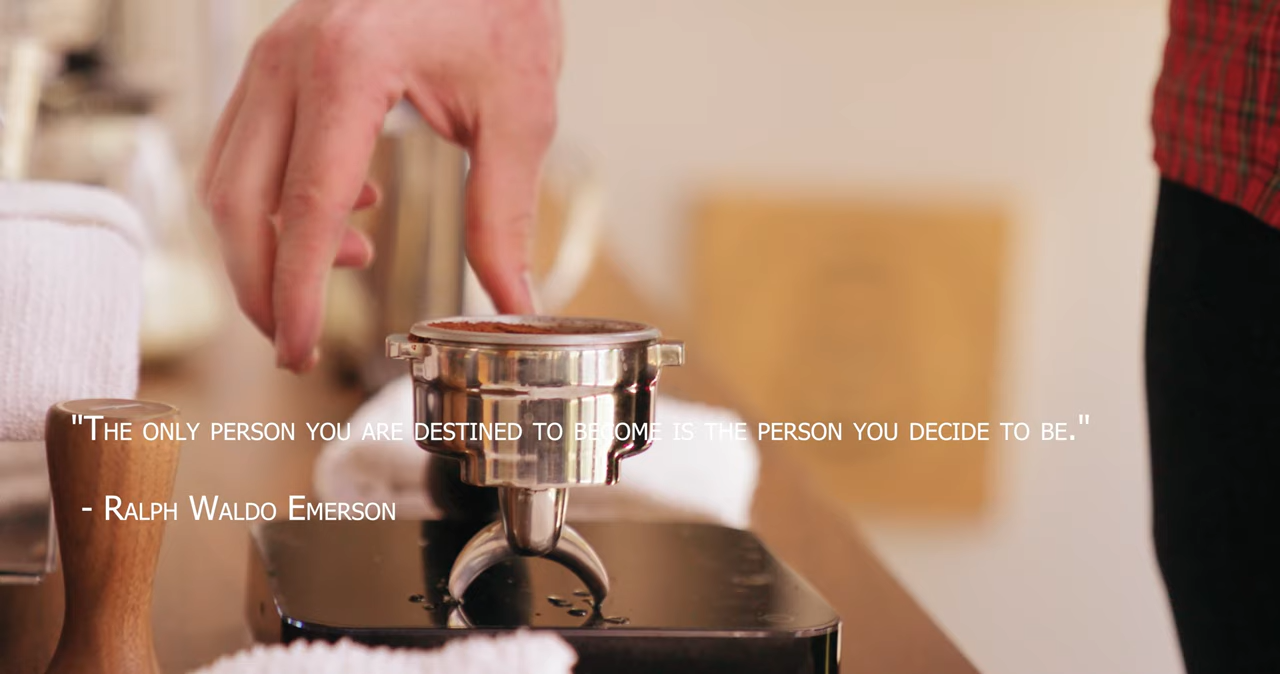 "The only person you are destined to become is the person you decide to be."
- Ralph Waldo Emerson